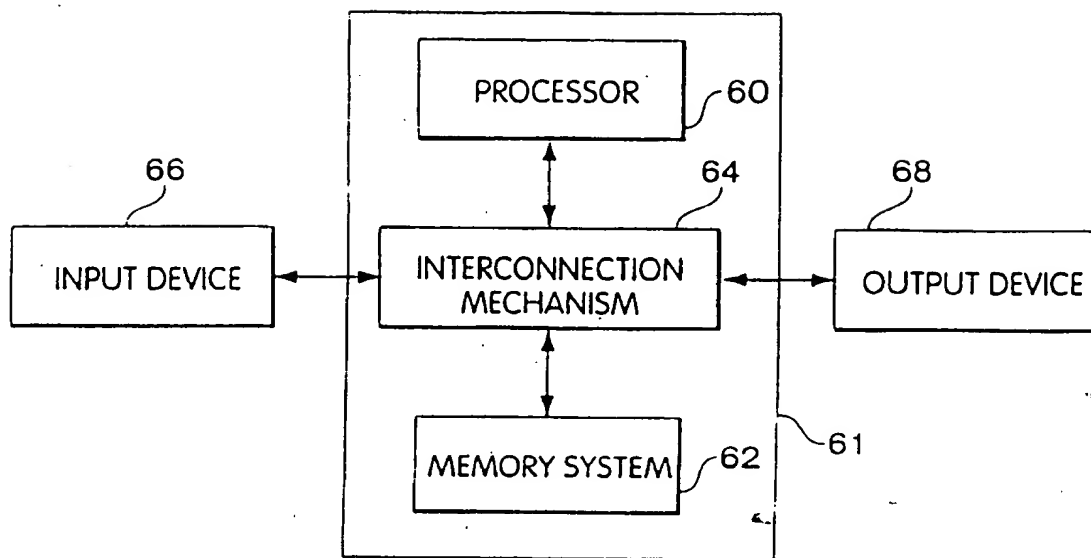 PROCESSOR
60
66
64
68
INPUT DEVICE
INTERCONNECTION
MECHANISM
OUTPUT DEVICE
61
MEMORY SYSTEM
62